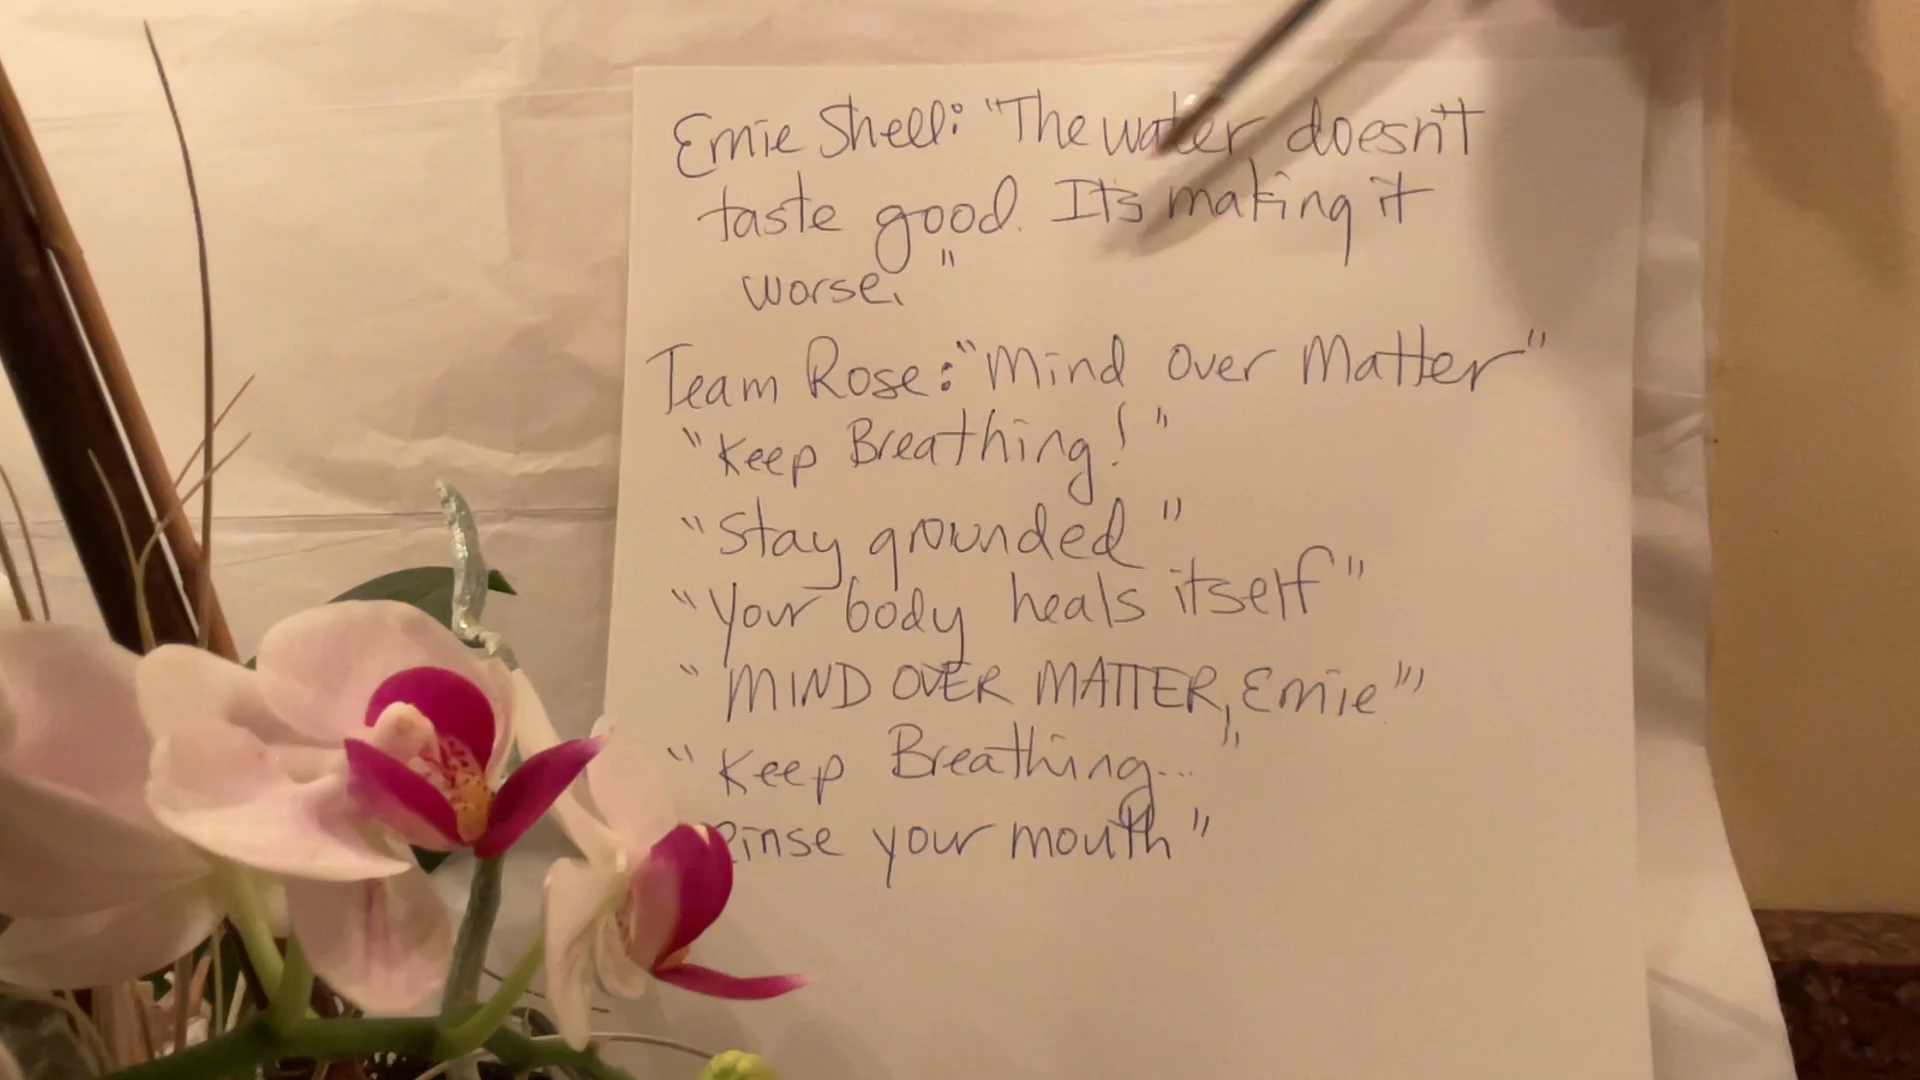 Ernie Shell: "The water doesn't
taste good. It's making it
worse."
Team Rose: "Mind Over Matter"
"Keep Breathing!"
"Stay grounded"
"Your body heals itself"
"MIND OVER MATTER, Ernie"'
"Keep Breathing..."
Rinse your mouth"